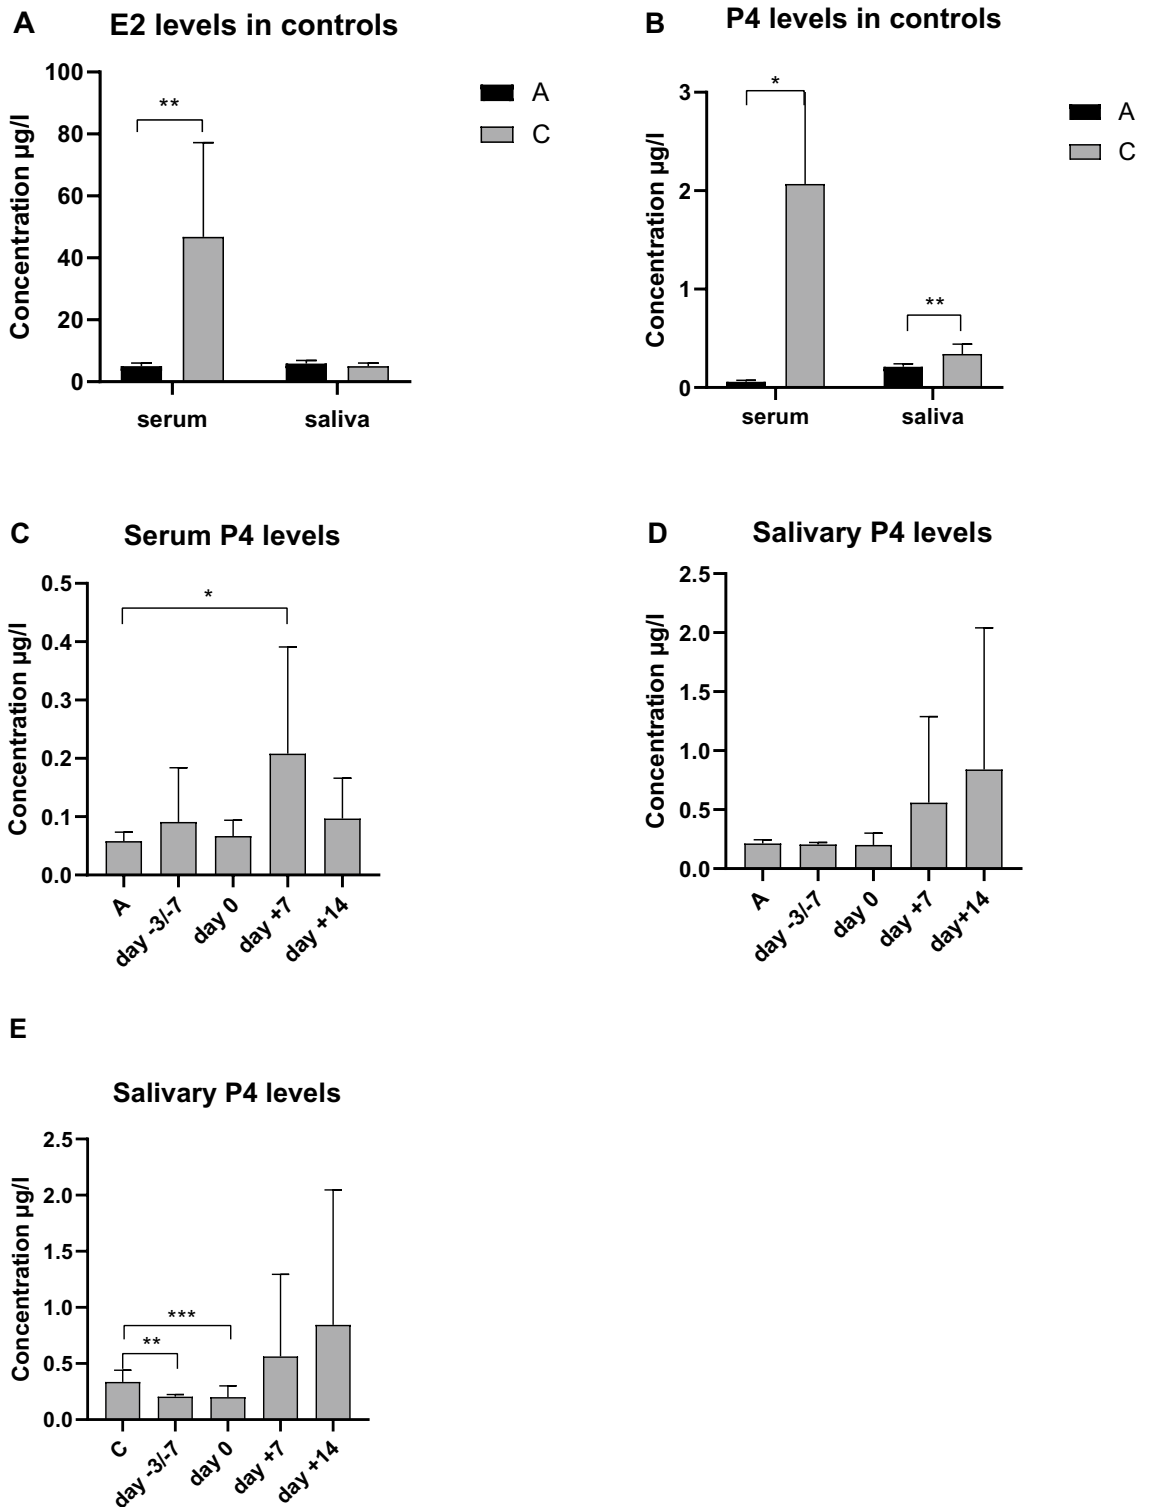 A
E2 levels in controls
Concentration µg/l
100
80
60
40
20
0
**
serum
saliva
A
C
B
P4 levels in controls
Concentration µg/l
3
2
1
0
*
**
serum
saliva
A
C
C
Serum P4 levels
Concentration µg/l
0.5
0.4
0.3
0.2
0.1
0.0
*
A
day -3/-7
day 0
day +7
day +14
D
Salivary P4 levels
Concentration µg/l
2.5
2.0
1.5
1.0
0.5
0.0
A
day -3/-7
day 0
day +7
day+14
E
Salivary P4 levels
Concentration µg/l
2.5
2.0
1.5
1.0
0.5
0.0
***
**
C
day -3/-7
day 0
day +7
day +14